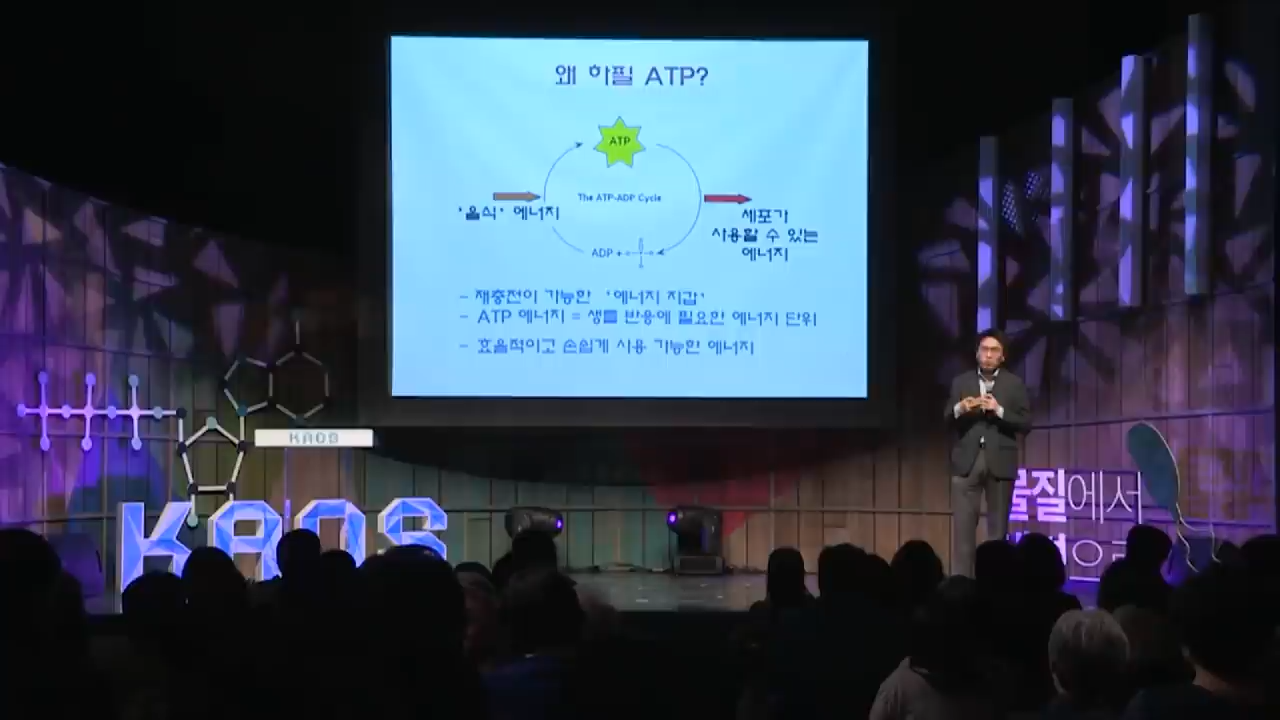 왜 하필 ATP?
ATP
The ATP-ADP Cycle
'음식' 에너지
세포가
사용할 수 있는
에너지
ADP +
- 재충전이 가능한 '에너지 지갑'
- ATP 에너지 = 생물 반응에 필요한 에너지 단위
- 효율적이고 손쉽게 사용 가능한 에너지
KAOS
KAOS
물질에서
으로